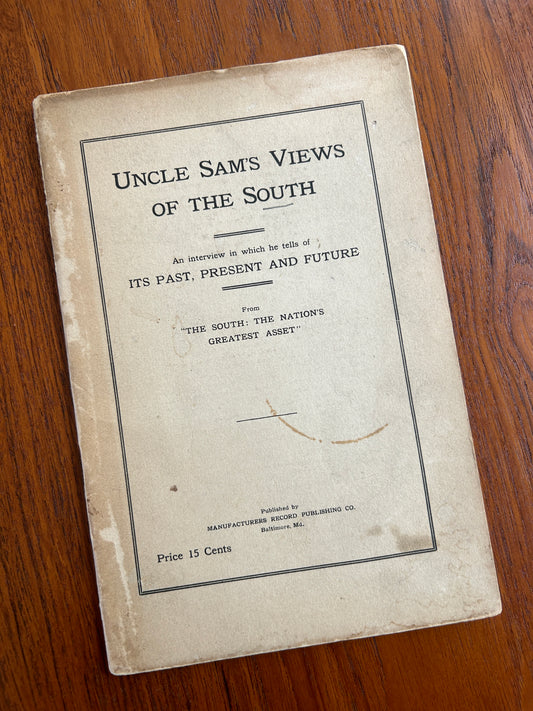 UNCLE SAM'S VIEWS
OF THE SOUTH
An interview in which he tells of
ITS PAST, PRESENT AND FUTURE
From
"THE SOUTH: THE NATION'S
GREATEST ASSET"
Published by
MANUFACTURERS RECORD PUBLISHING CO.
Baltimore, Md.
Price 15 Cents